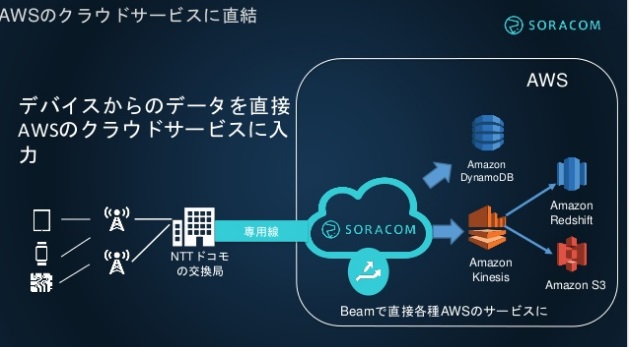 AWSのクラウドサービスに直結
SORACOM
AWS
デバイスからのデータを直接
AWSのクラウドサービスに入
力
Amazon
DynamoDB
Amazon
Redshift
専用線
SORACOM
NTTドコモ
の交換局
Amazon
Kinesis
Amazon S3
Beamで直接各種AWSのサービスに